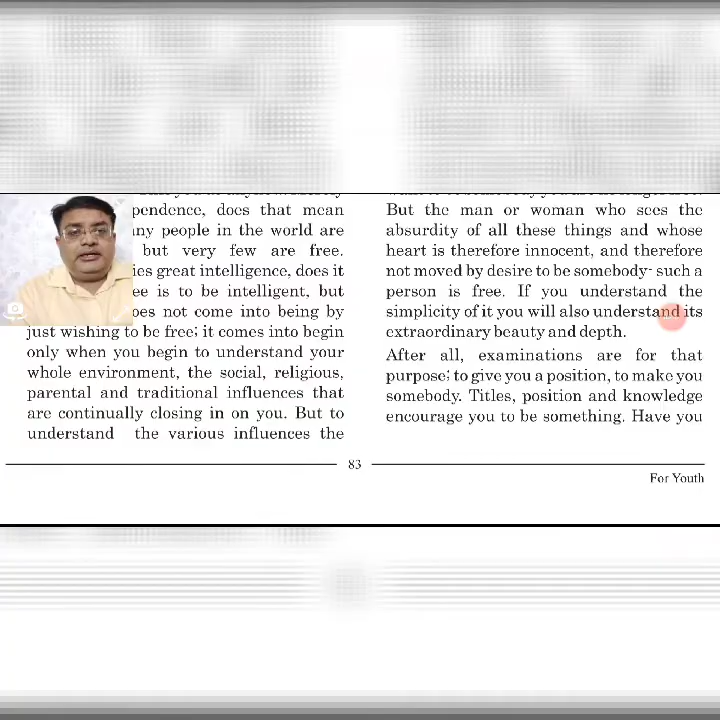 pendence, does that mean
ny people in the world are
but very few are free.
ies great intelligence, does it
ee is to be intelligent, but
oes not come into being by
just wishing to be free; it comes into begin
only when you begin to understand your
whole environment, the social, religious,
parental and traditional influences that
are continually closing in on you. But to
understand the various influences the
But the man or woman who sees the
absurdity of all these things and whose
heart is therefore innocent, and therefore
not moved by desire to be somebody- such a
person is free. If you understand the
simplicity of it you will also understand its
extraordinary beauty and depth.
After all, examinations are for that
purpose; to give you a position, to make you
somebody. Titles, position and knowledge
encourage you to be something. Have you
83
For Youth